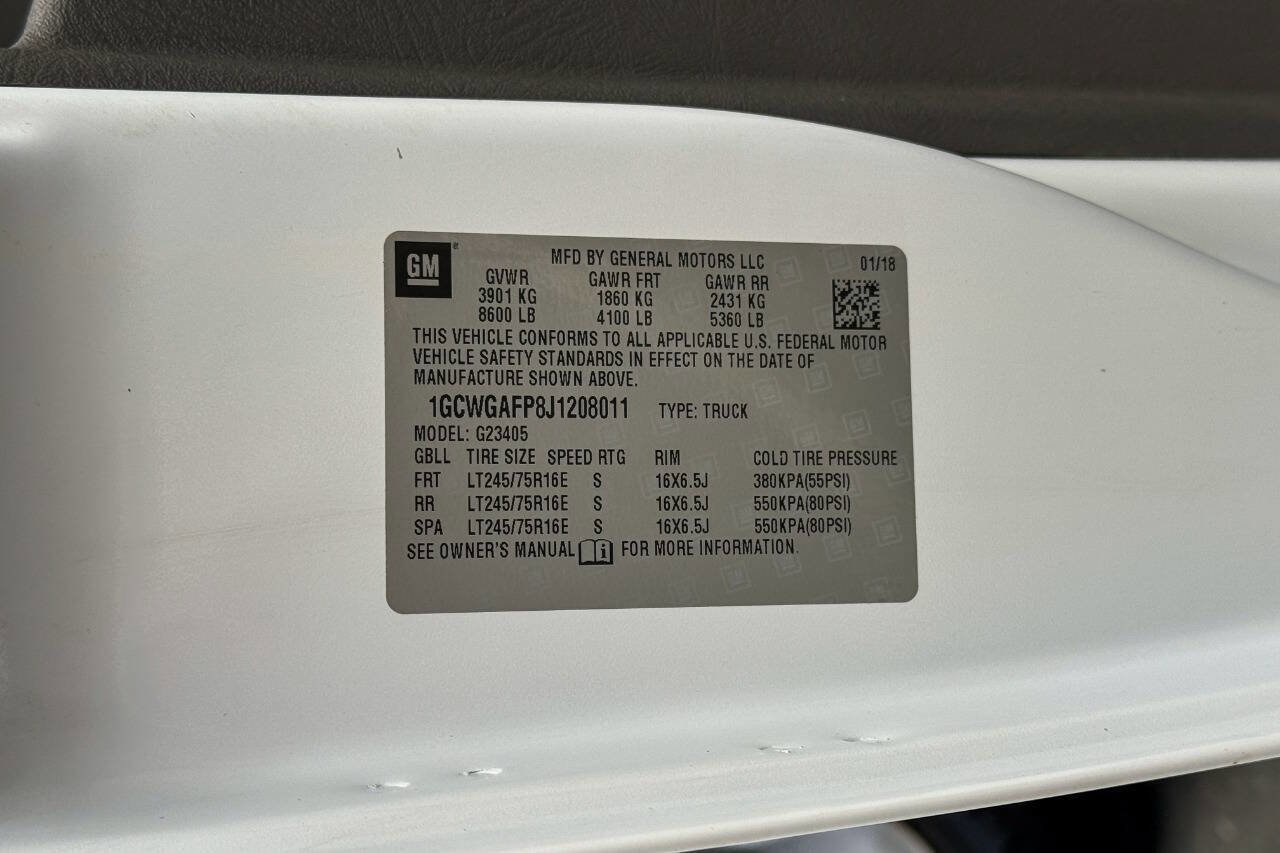 GM ®
MFD BY GENERAL MOTORS LLC 01/18
GVWR GAWR FRT GAWR RR
3901 KG 1860 KG 2431 KG
8600 LB 4100 LB 5360 LB
THIS VEHICLE CONFORMS TO ALL APPLICABLE U.S. FEDERAL MOTOR
VEHICLE SAFETY STANDARDS IN EFFECT ON THE DATE OF
MANUFACTURE SHOWN ABOVE.
1GCWGAFP8J1208011 TYPE: TRUCK
MODEL: G23405
GBLL TIRE SIZE SPEED RTG RIM COLD TIRE PRESSURE
FRT LT245/75R16E S 16X6.5J 380KPA(55PSI)
RR LT245/75R16E S 16X6.5J 550KPA(80PSI)
SPA LT245/75R16E S 16X6.5J 550KPA(80PSI)
SEE OWNER'S MANUAL i FOR MORE INFORMATION.